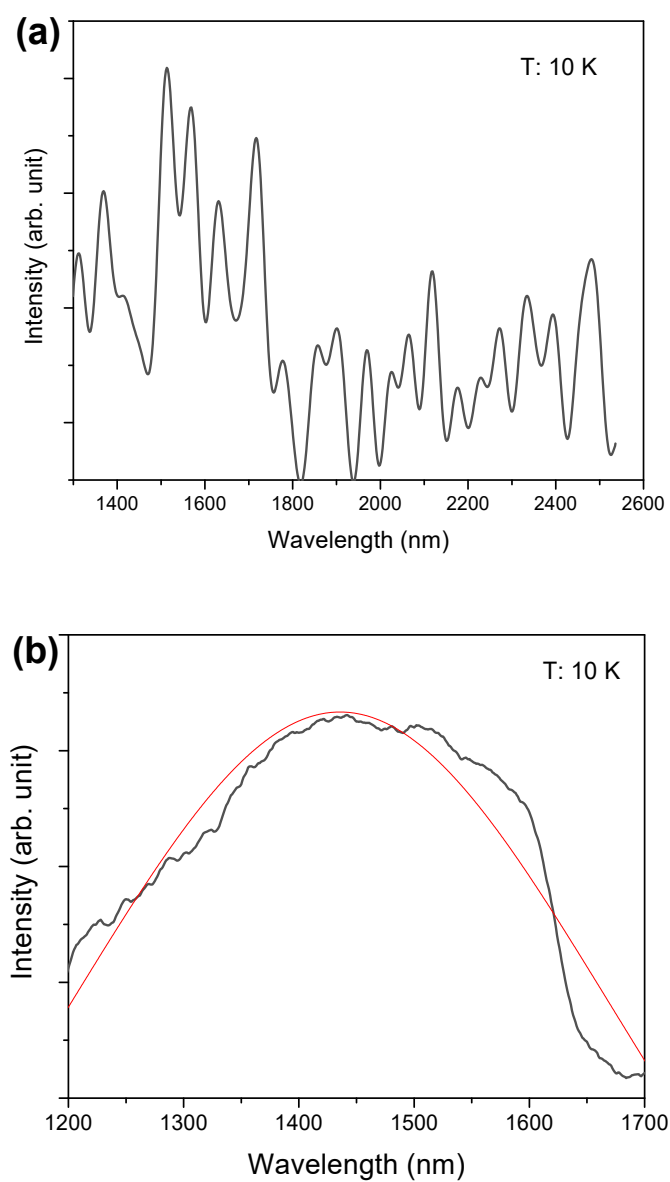 (a)
T: 10 K
Intensity (arb. unit)
1400 1600 1800 2000 2200 2400 2600
Wavelength (nm)
(b)
T: 10 K
Intensity (arb. unit)
1200 1300 1400 1500 1600 1700
Wavelength (nm)